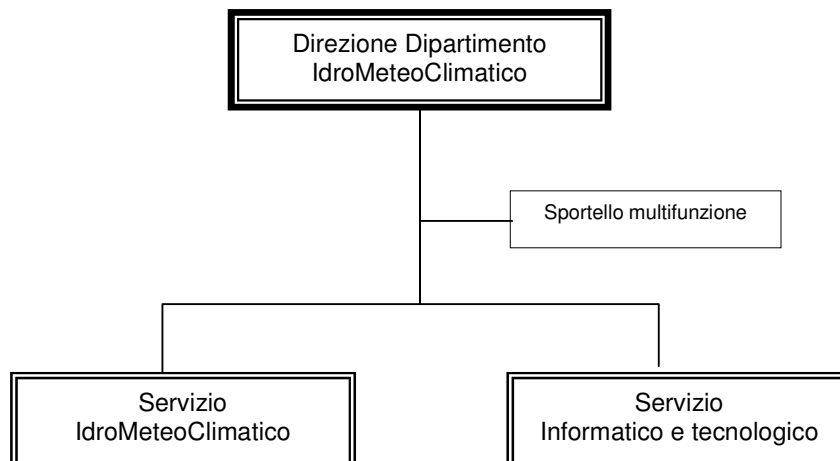 Direzione Dipartimento
IdroMeteoClimatico
Sportello multifunzione
Servizio
IdroMeteoClimatico
Servizio
Informatico e tecnologico